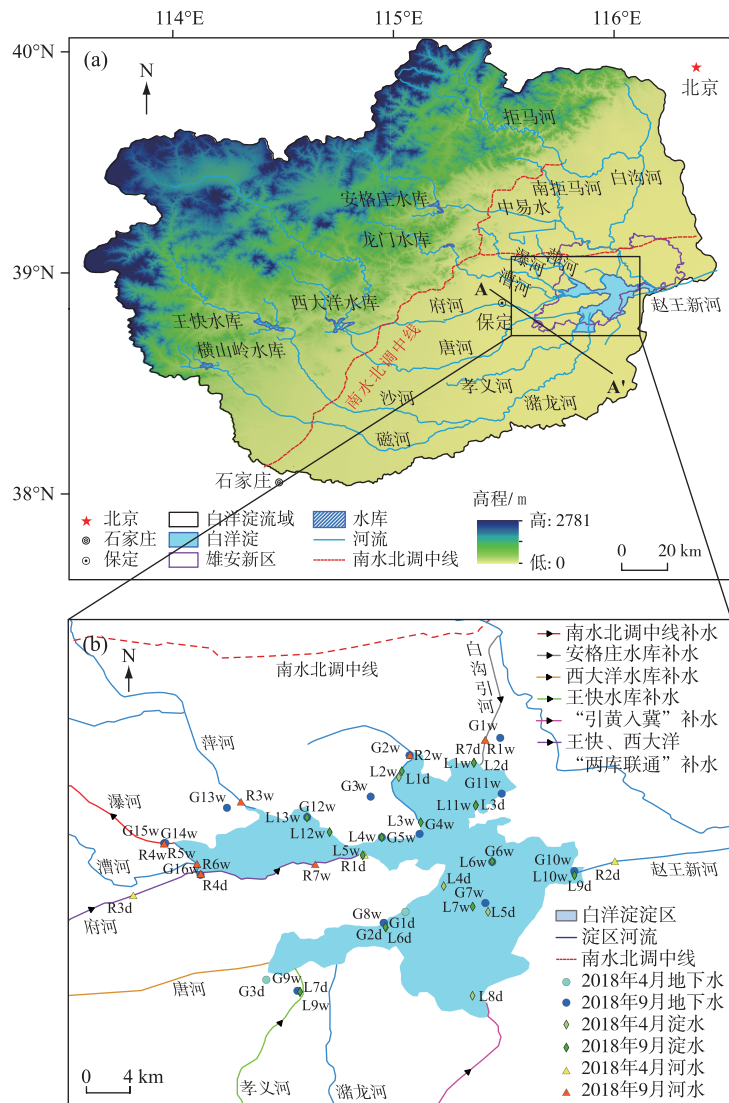 114°E
115°E
116°E
40°N
(a)
N
北京
拒马河
白沟河
南拒马河
安格庄水库
中易水
龙门水库
39°N
瀑河
漕河
A
府河
西大洋水库
保定
赵王新河
王快水库
唐河
横山岭水库
南水北调中线
孝义河
A'
沙河
潴龙河
磁河
石家庄
38°N
北京
白洋淀流域
水库
高程/m
高: 2781
石家庄
白洋淀
河流
保定
雄安新区
南水北调中线
低: 0
0 20 km
(b)
N
南水北调中线
白沟引河
南水北调中线补水
安格庄水库补水
西大洋水库补水
王快水库补水
“引黄入冀”补水
王快、西大洋
“两库联通”补水
萍河
G1w
G2w
R2w
R7d
R1w
L1w
L2d
L2w
L1d
G3w
G11w
瀑河
G13w
R3w
G12w
L11w
L3d
L13w
L3w
G4w
G15w
G14w
L12w
L4w
G5w
R4w
R5w
L5w
G6w
G10w
赵王新河
漕河
R6w
R1d
L6w
G16w
R7w
L10w
R2d
R4d
L4d
L9d
R3d
G7w
府河
G8w
G1d
L7w
L5d
G2d
L6d
白洋淀淀区
淀区河流
南水北调中线
唐河
G9w
L7d
2018年4月地下水
G3d
L9w
L8d
2018年9月地下水
2018年4月淀水
2018年9月淀水
2018年4月河水
2018年9月河水
0 4 km
孝义河
潴龙河